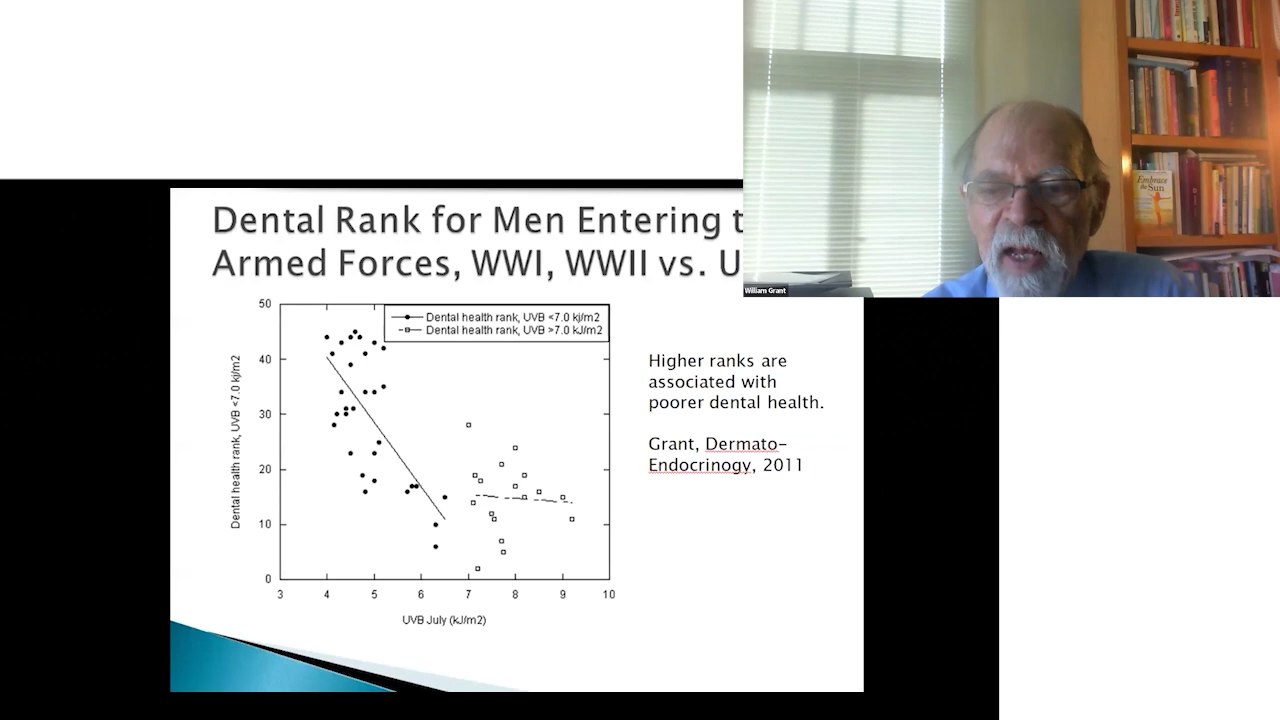 Dental Rank for Men Entering
Armed Forces, WWI, WWII vs.
Dental health rank, UVB <7.0 kj/m2
Dental health rank, UVB >7.0 kJ/m2
50
40
30
20
10
0
Dental health rank, UVB <7.0 kj/m2
3 4 5 6 7 8 9 10
UVB July (kJ/m2)
Higher ranks are
associated with
poorer dental health.
Grant, Dermato-
Endocrinogy, 2011
Embrace
the Sun
William Grant